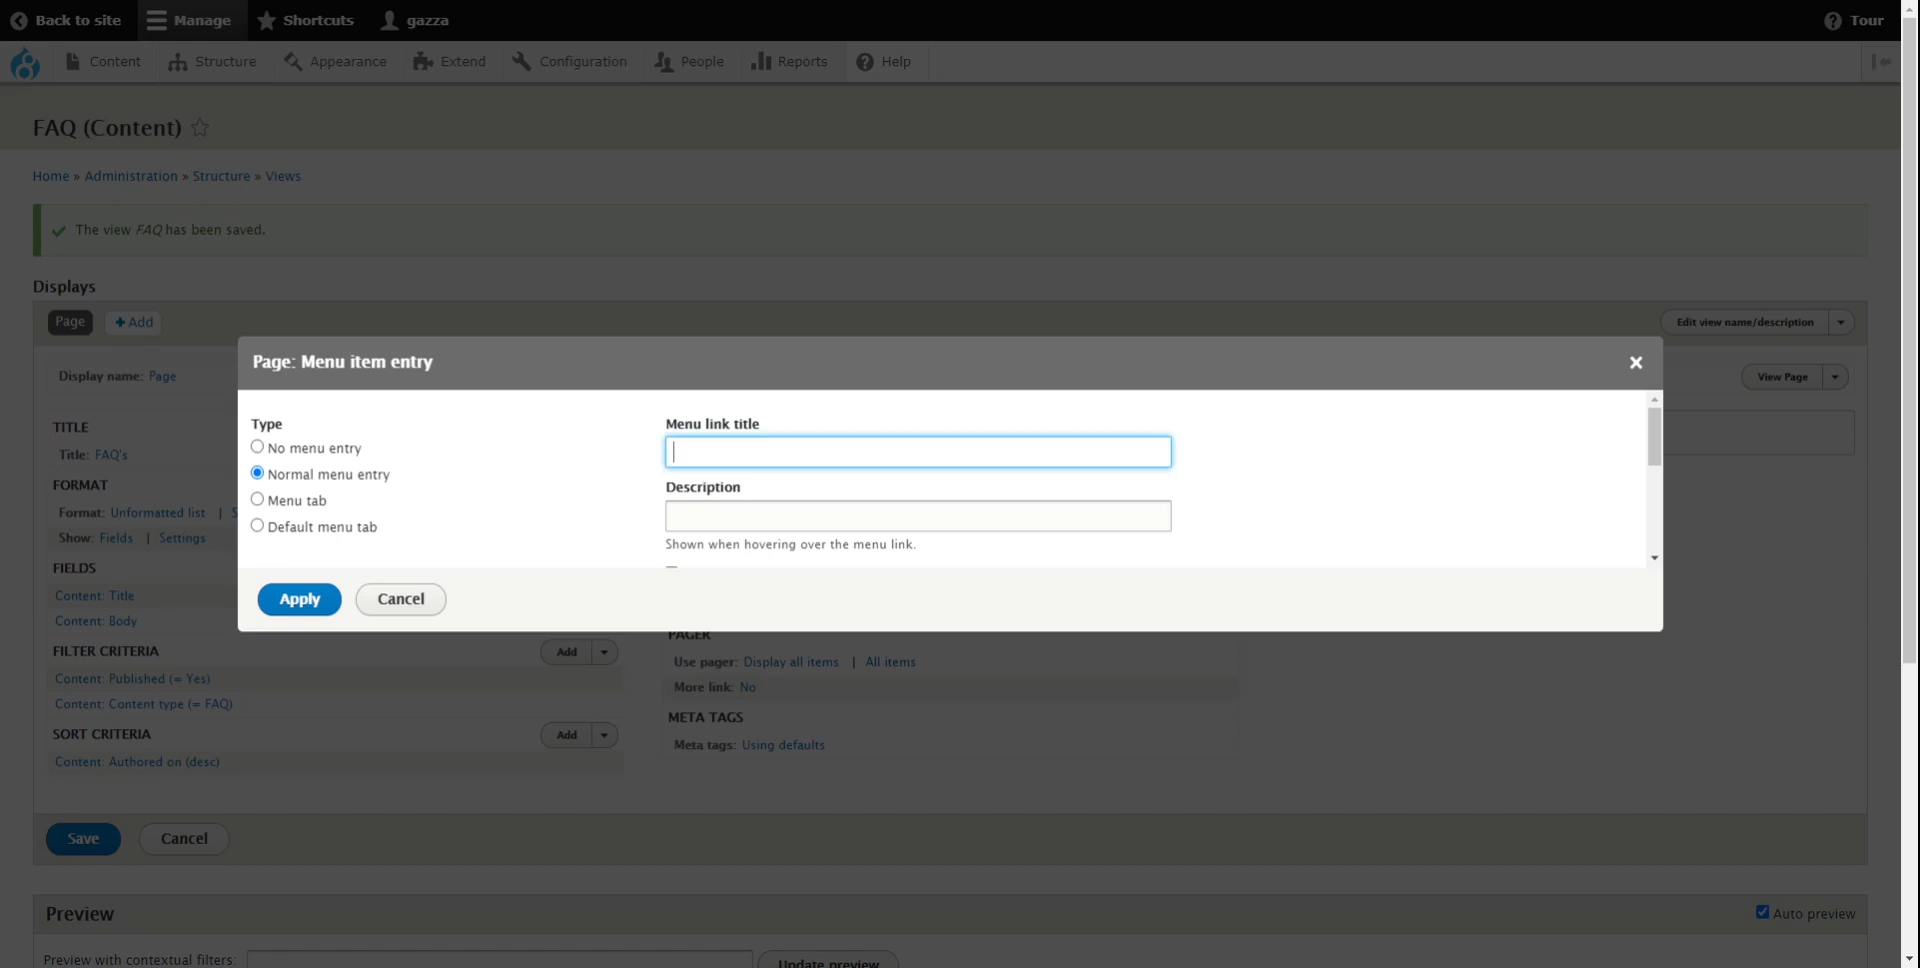 Back to site Manage Shortcuts gazza Tour
Content Structure Appearance Extend Configuration People Reports Help
FAQ (Content)
Home » Administration » Structure » Views
The view FAQ has been saved.
Displays
Page + Add Edit view name/description
Display name: Page
View Page
Page: Menu item entry
TITLE
Title: FAQ's
FORMAT
Format: Unformatted list | S
Show: Fields | Settings
FIELDS
Content: Title
Content: Body
FILTER CRITERIA Add
Content: Published (= Yes)
Content: Content type (= FAQ)
SORT CRITERIA Add
Content: Authored on (desc)
Type
No menu entry
Normal menu entry
Menu tab
Default menu tab
Menu link title
Description
Shown when hovering over the menu link.
Apply Cancel
PAGER
Use pager: Display all items | All items
More link: No
META TAGS
Meta tags: Using defaults
Save Cancel
Preview Auto preview
Preview with contextual filters: Update preview